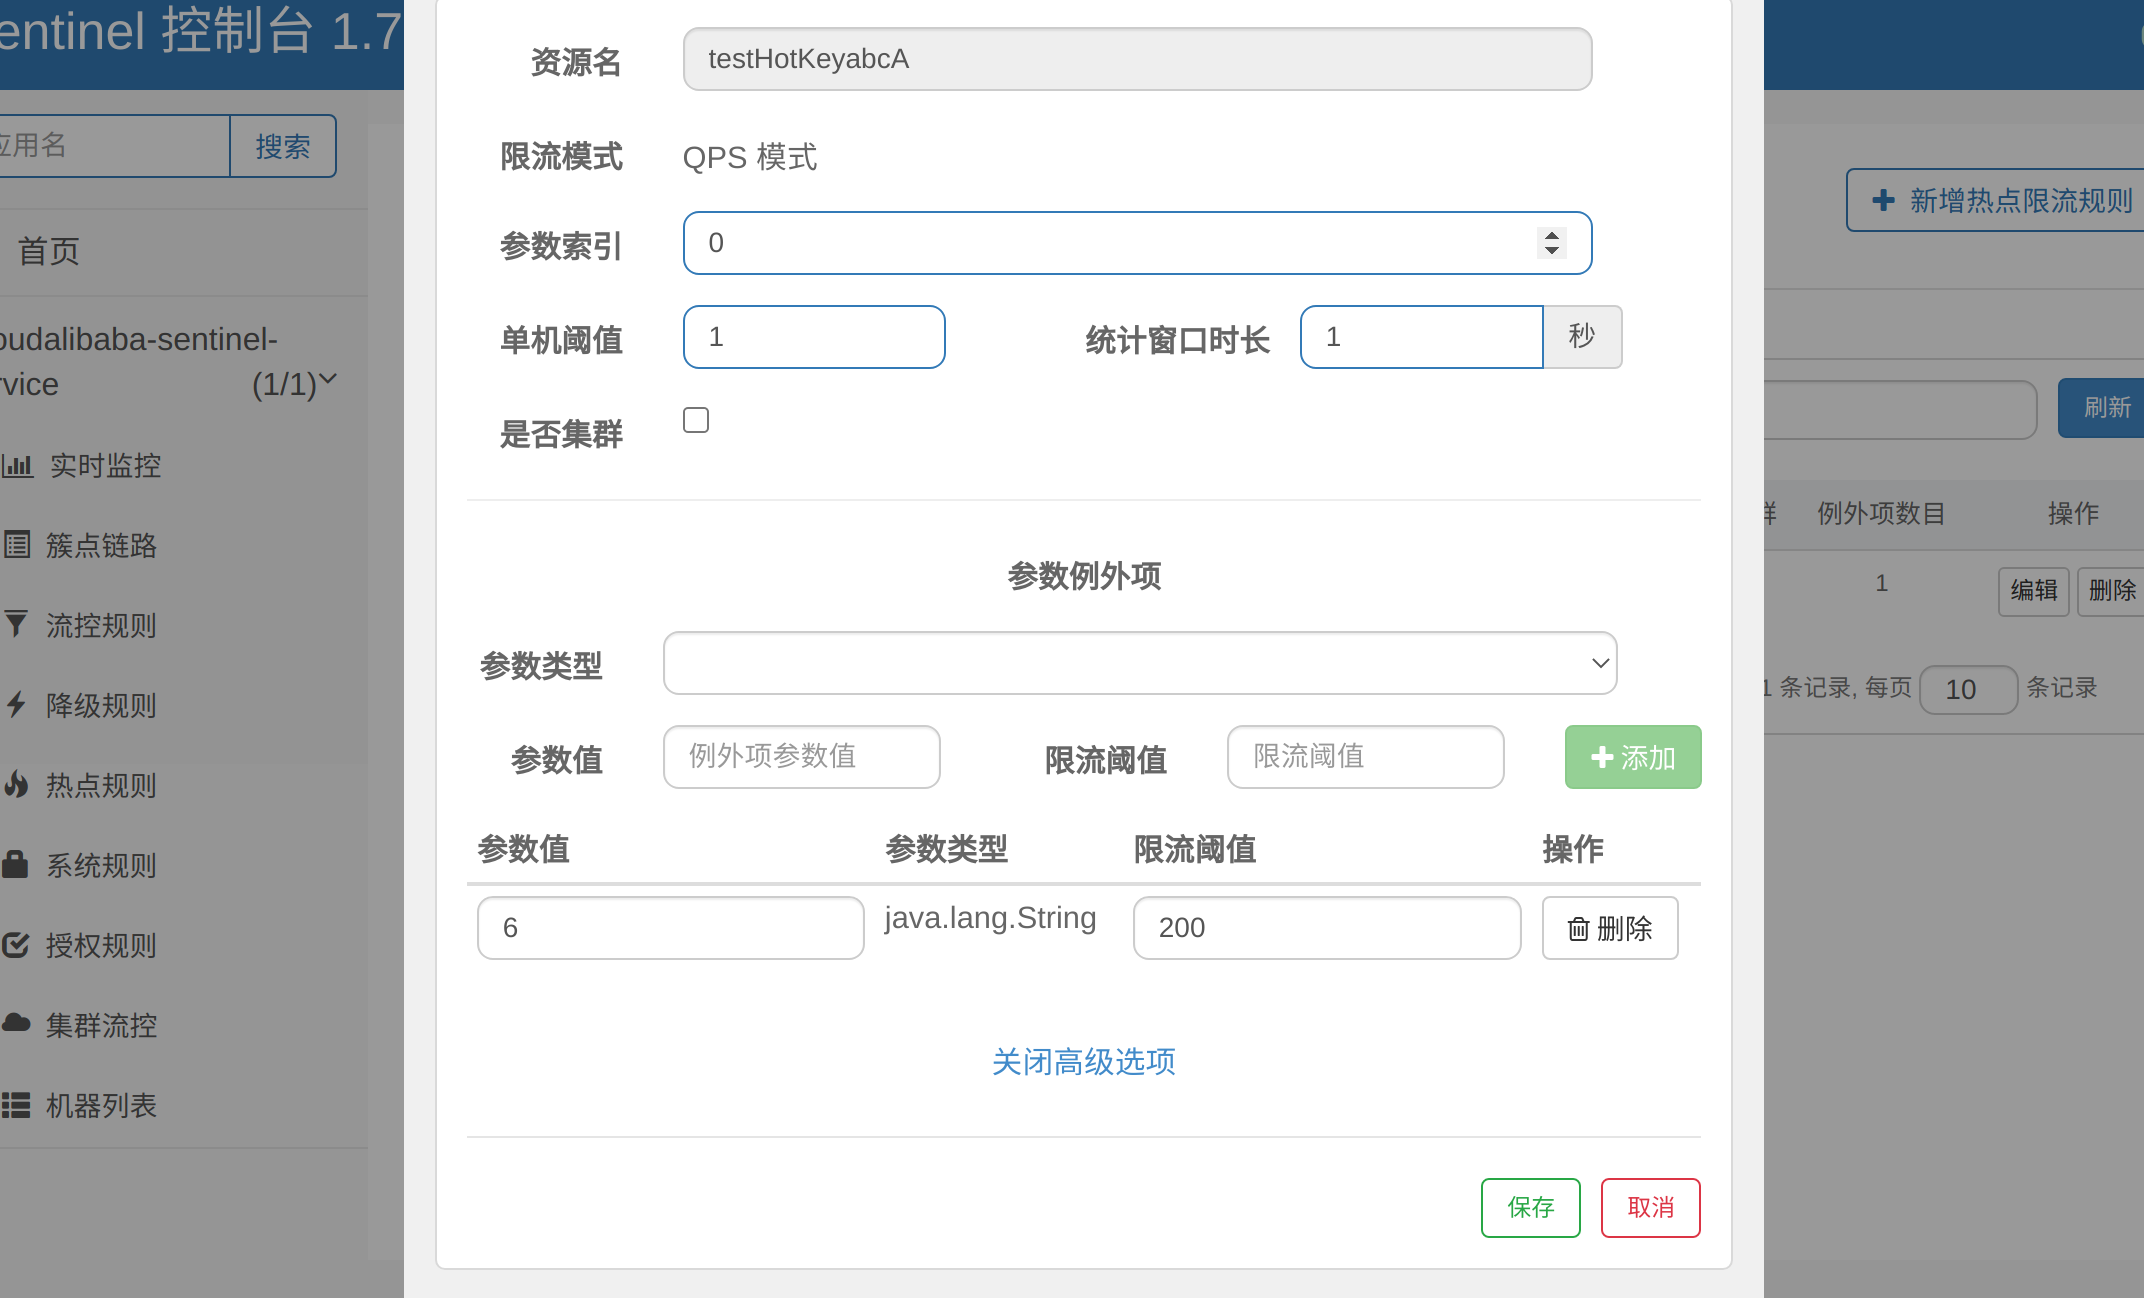 entinel 控制台 1.7
应用名
搜索
首页
oudalibaba-sentinel-
rvice (1/1)
实时监控
簇点链路
流控规则
降级规则
热点规则
系统规则
授权规则
集群流控
机器列表
资源名 testHotKeyabcA
限流模式 QPS 模式
参数索引 0
单机阈值 1 统计窗口时长 1 秒
是否集群
参数例外项
参数类型
参数值 例外项参数值 限流阈值 限流阈值 添加
参数值 参数类型 限流阈值 操作
6 java.lang.String 200 删除
关闭高级选项
保存 取消
新增热点限流规则
刷新
群 例外项数目 操作
1 编辑 删除
1 条记录, 每页 10 条记录